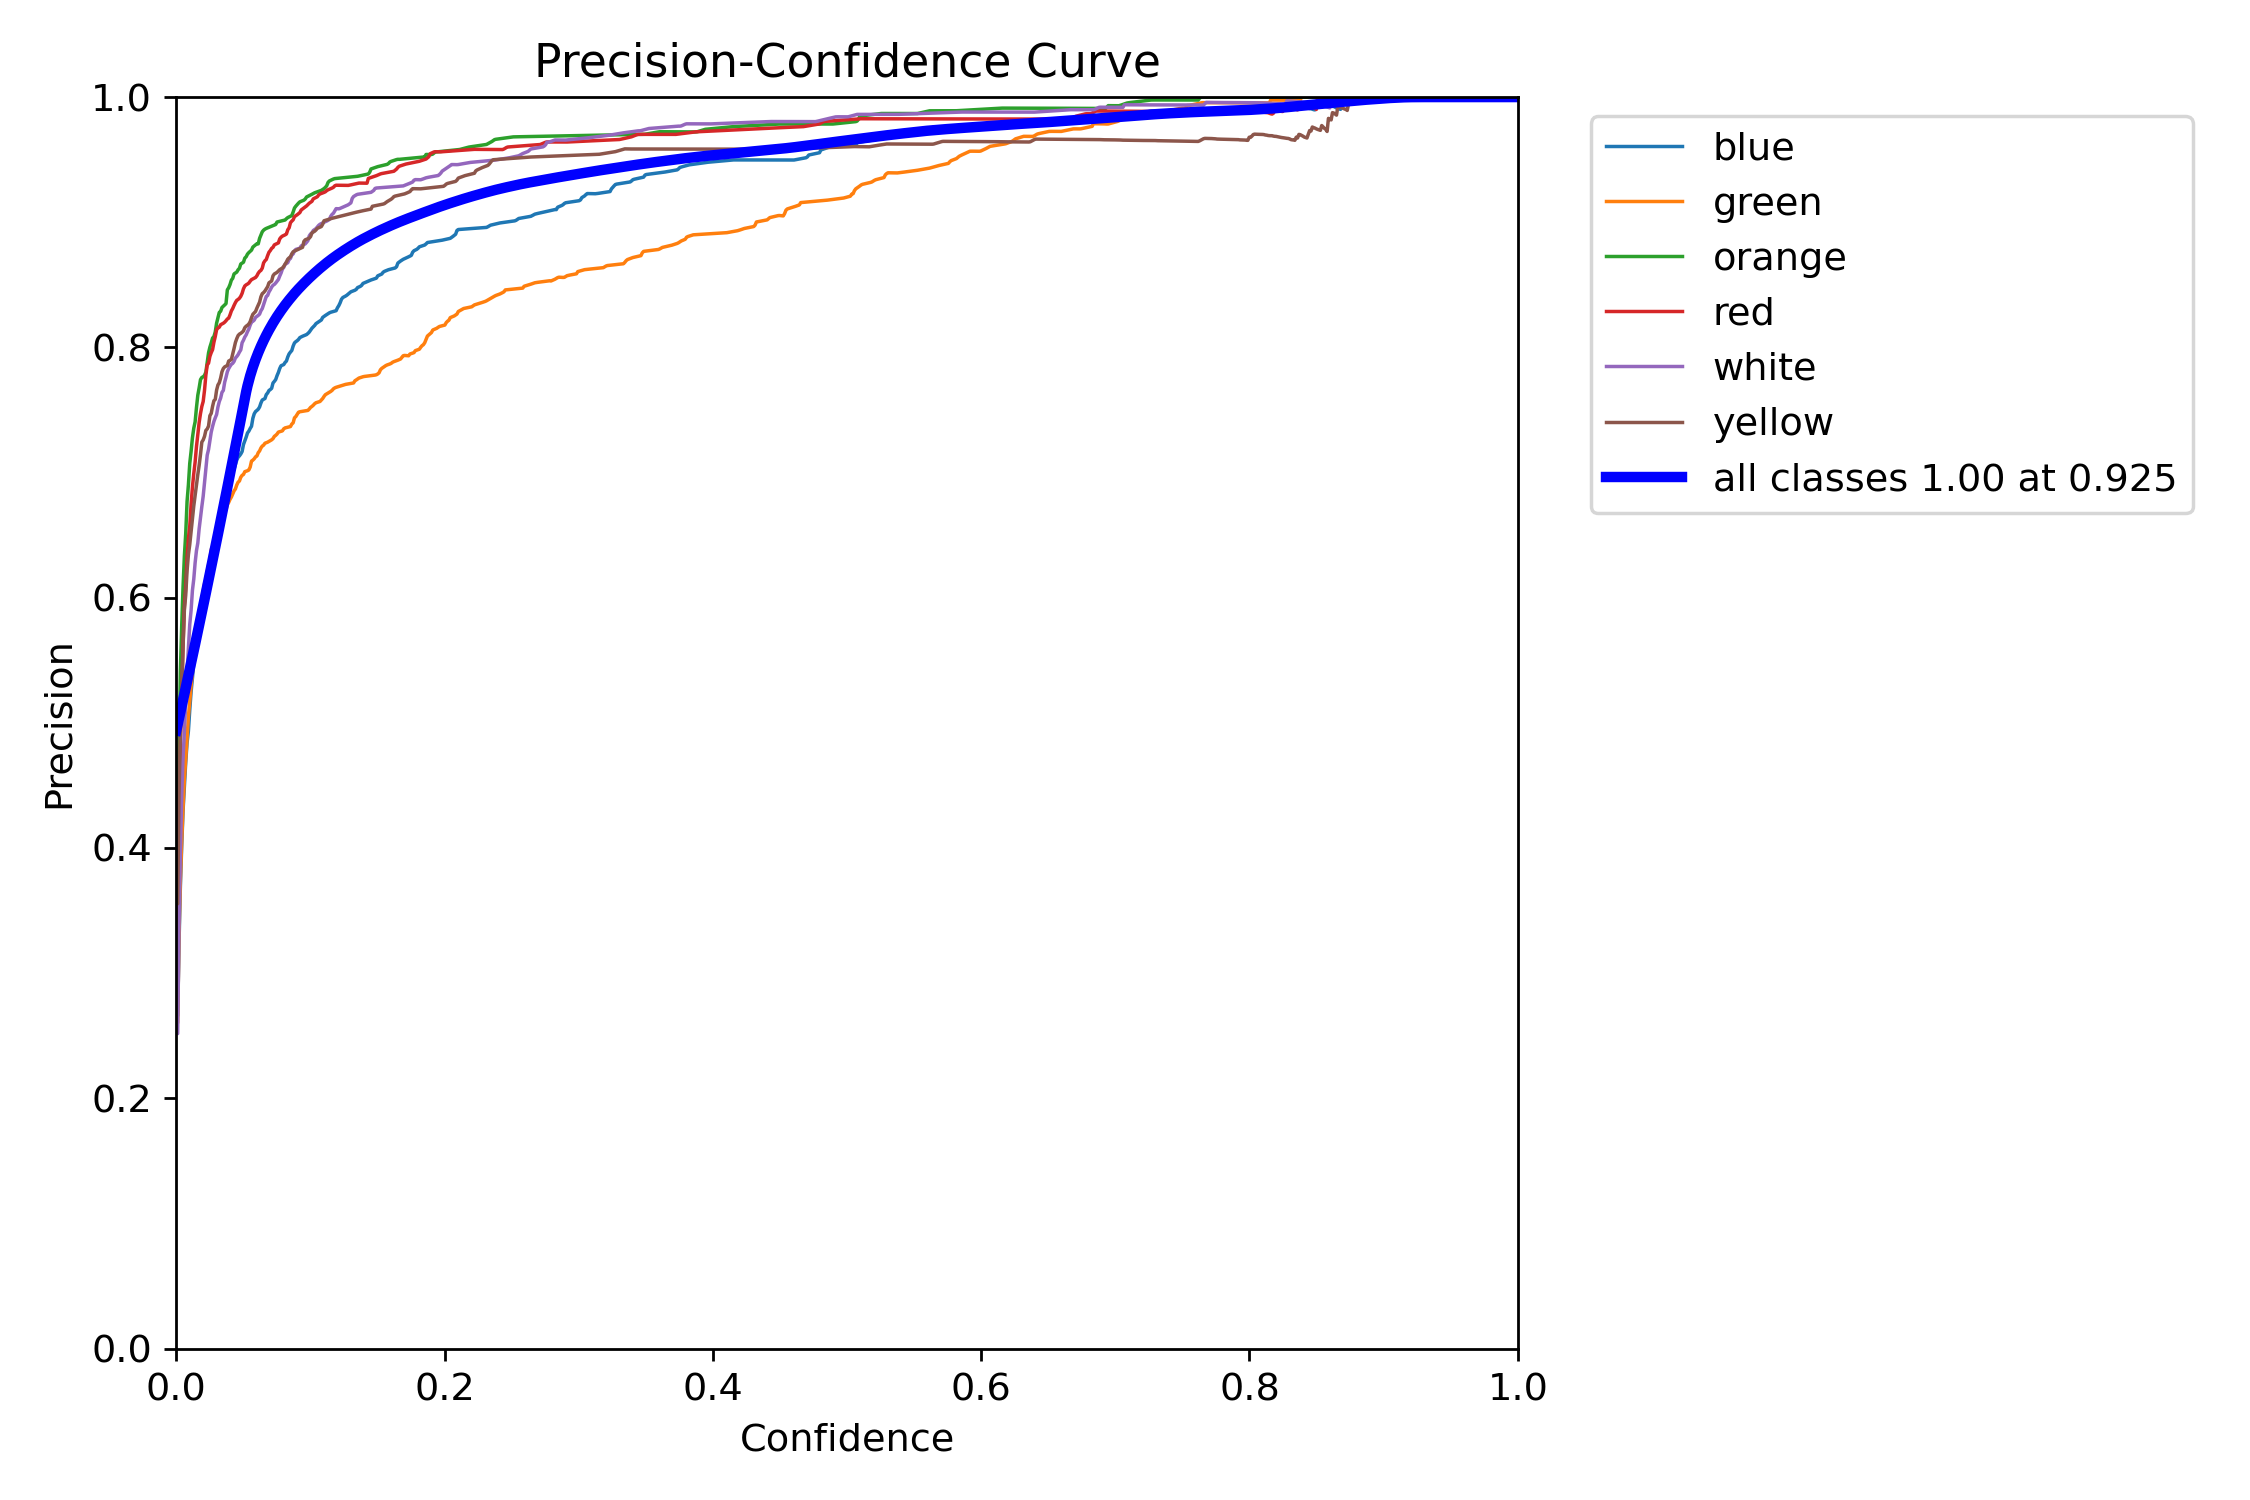 Precision-Confidence Curve
1.0
0.8
0.6
0.4
0.2
0.0
Precision
0.0 0.2 0.4 0.6 0.8 1.0
Confidence
blue
green
orange
red
white
yellow
all classes 1.00 at 0.925